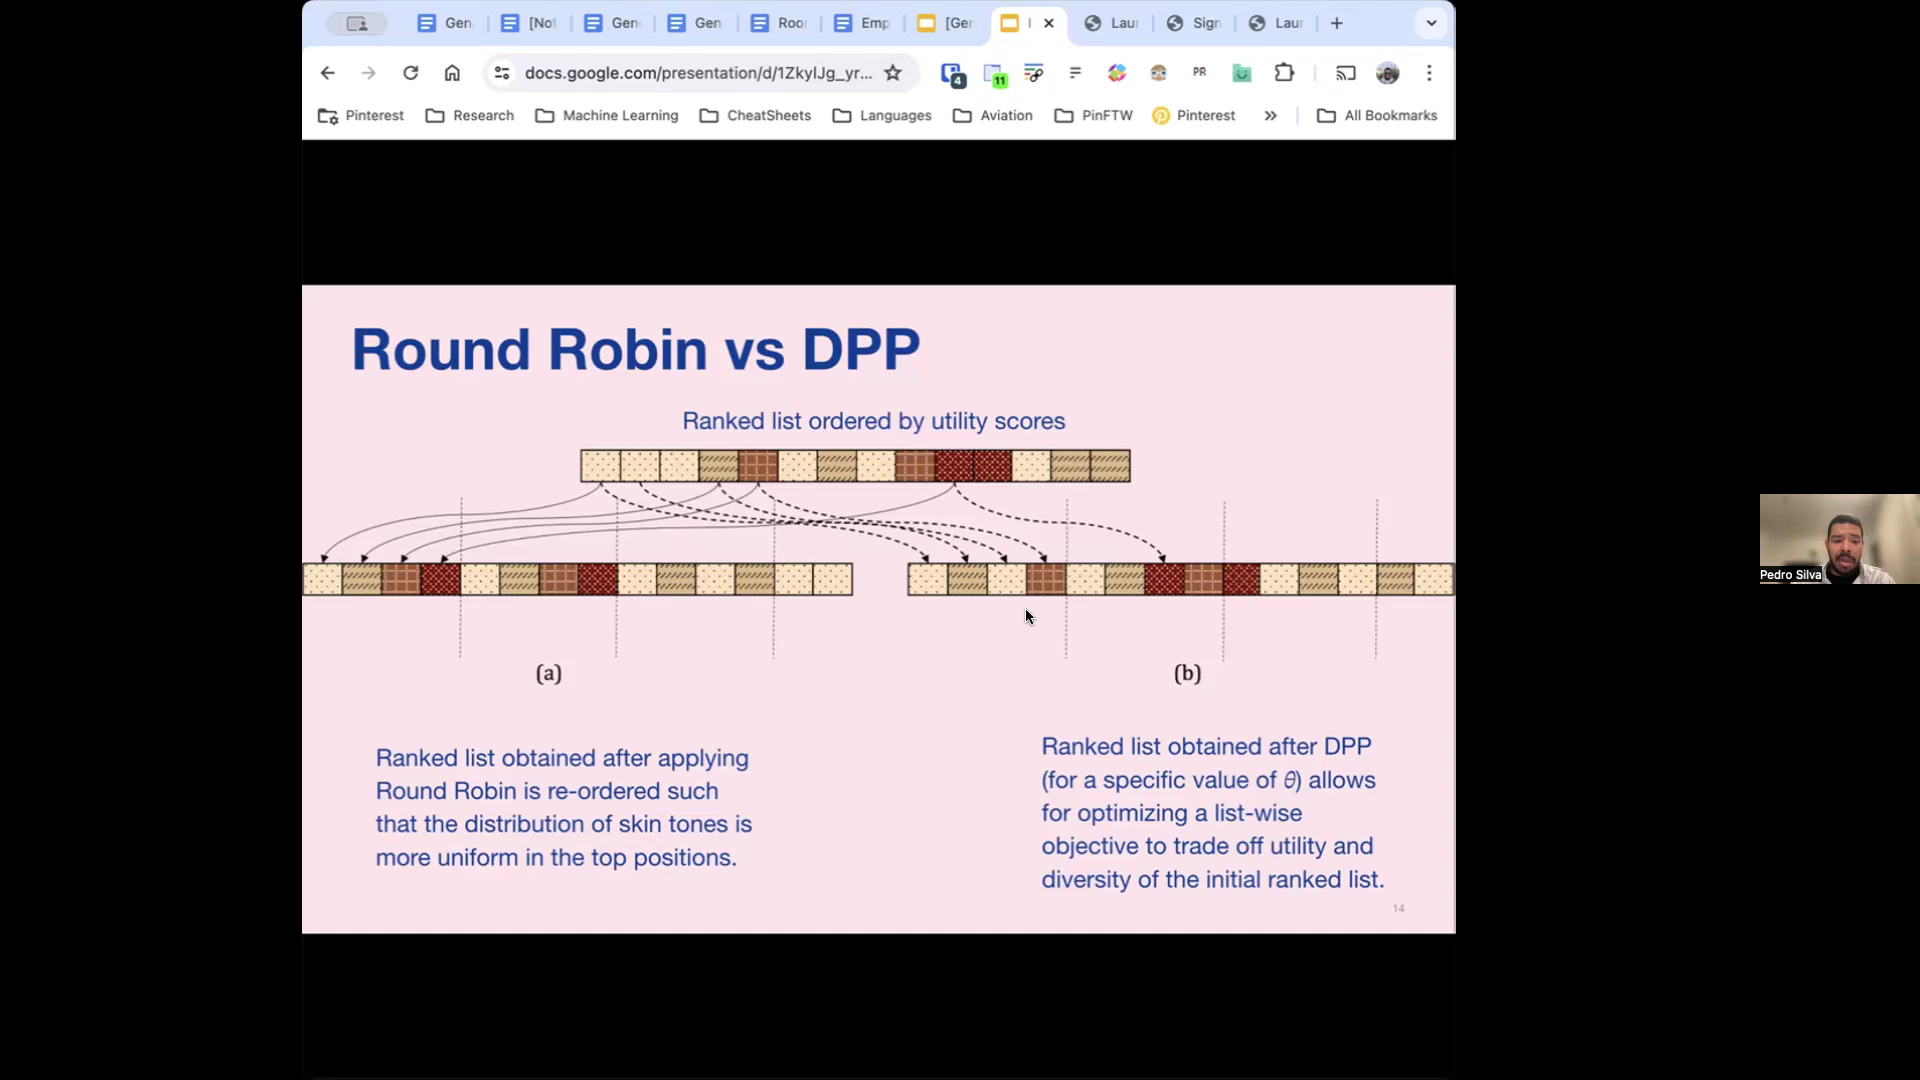 Gen
[Not
Gen
Gen
Roo
Emp
[Ger
Laur
Sign
Laur
docs.google.com/presentation/d/1ZkylJg_yr...
4
11
PR
Pinterest
Research
Machine Learning
CheatSheets
Languages
Aviation
PinFTW
Pinterest
»
All Bookmarks
Round Robin vs DPP
Ranked list ordered by utility scores
(a)
(b)
Ranked list obtained after applying
Round Robin is re-ordered such
that the distribution of skin tones is
more uniform in the top positions.
Ranked list obtained after DPP
(for a specific value of θ) allows
for optimizing a list-wise
objective to trade off utility and
diversity of the initial ranked list.
14
Pedro Silva